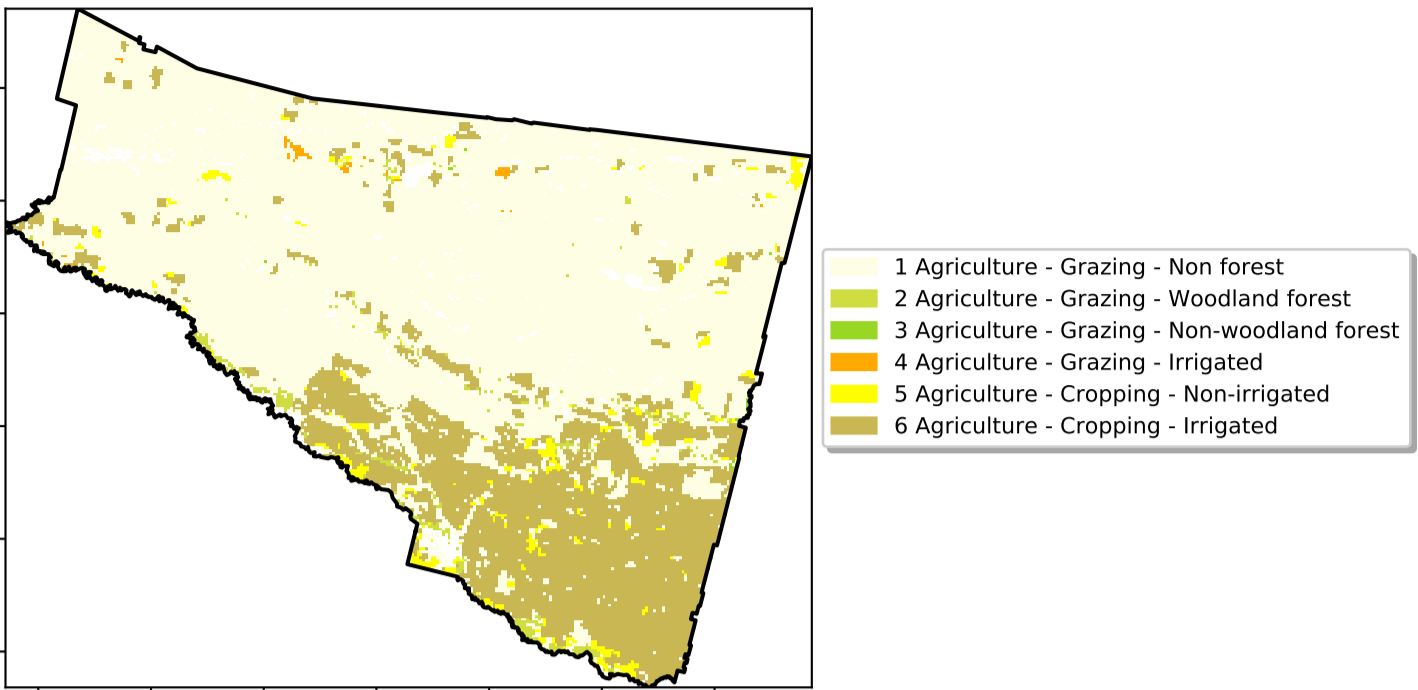 1 Agriculture - Grazing - Non forest
2 Agriculture - Grazing - Woodland forest
3 Agriculture - Grazing - Non-woodland forest
4 Agriculture - Grazing - Irrigated
5 Agriculture - Cropping - Non-irrigated
6 Agriculture - Cropping - Irrigated